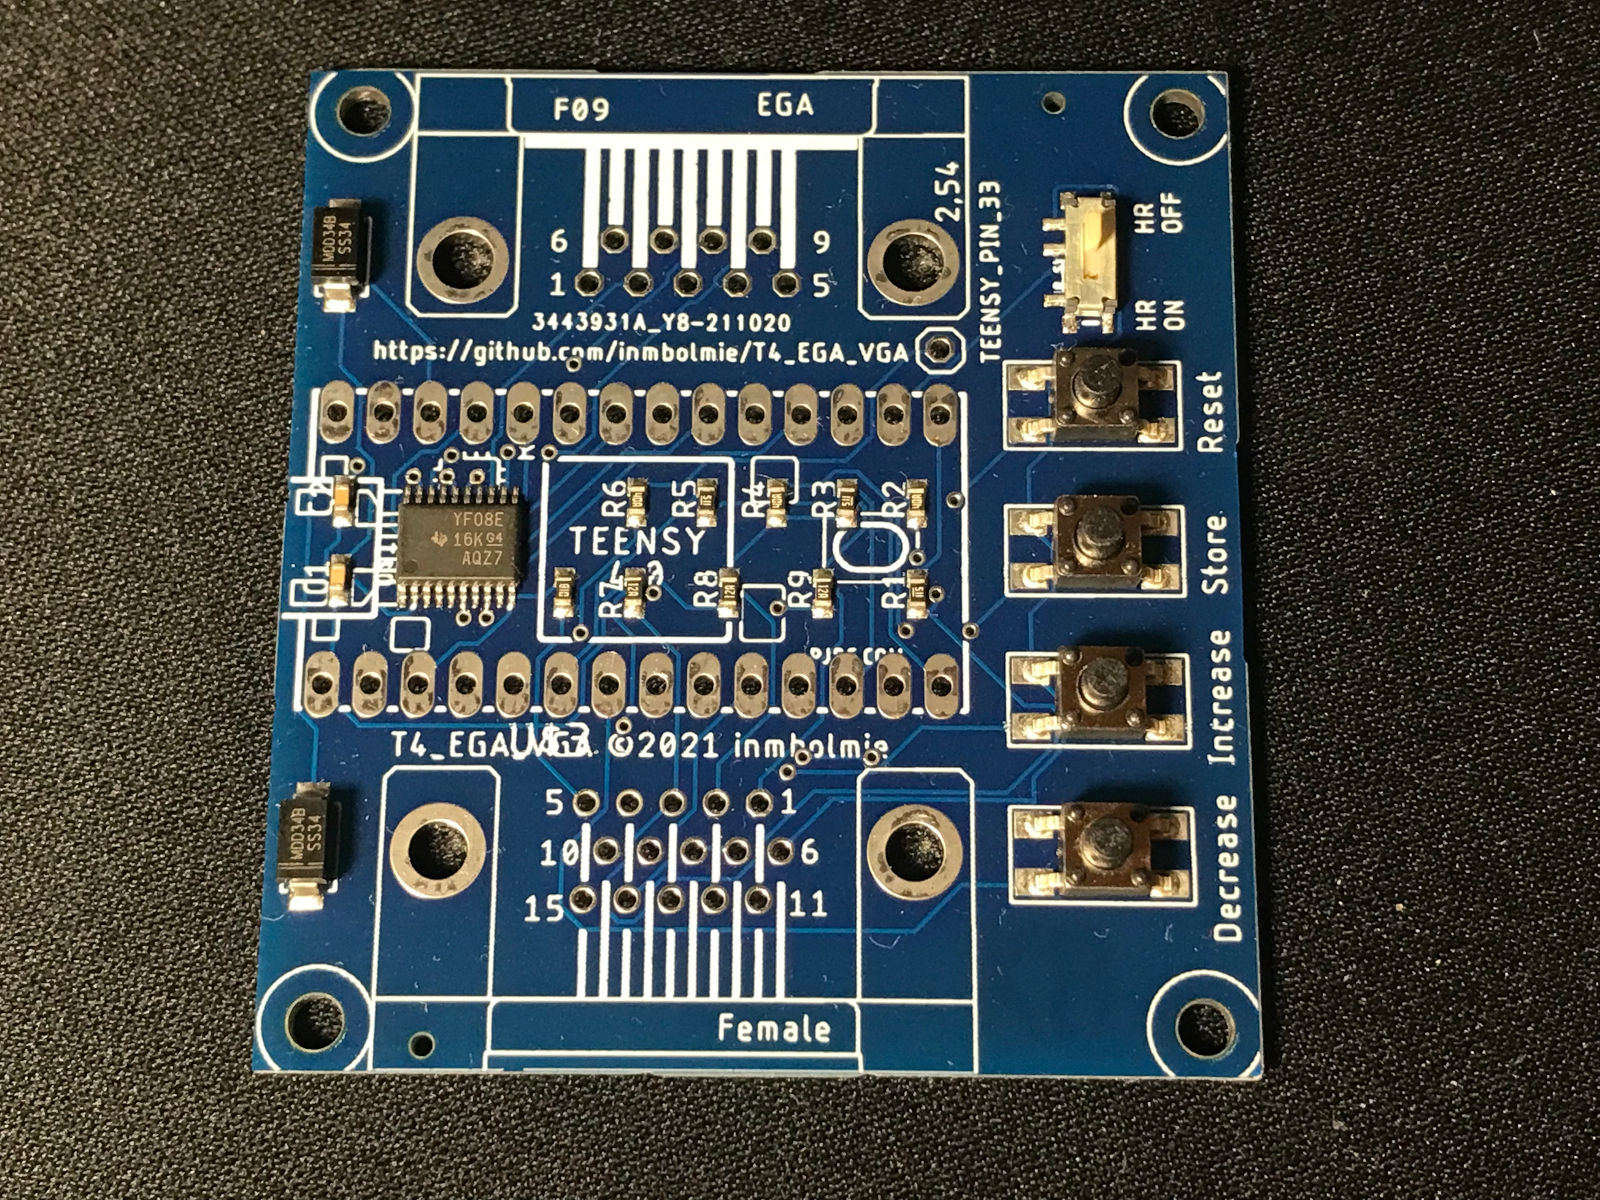 F09 EGA
2,54
TEENSY_PIN_33
HR OFF
HR ON
6 9
1 5
3443931A_Y8-211020
https://github.com/inmbolmie/T4_EGA_VGA
MDD34B
SS34
Reset
YF08E
16K G4
AQZ7
R6 R5 R4 R3 R2
TEENSY
R7 R8 R9 R1
Store
Intrease
T4_EGA_VGA ©2021 inmbolmie
MDD34B
SS34
5 1
10 6
15 11
Decrease
Female